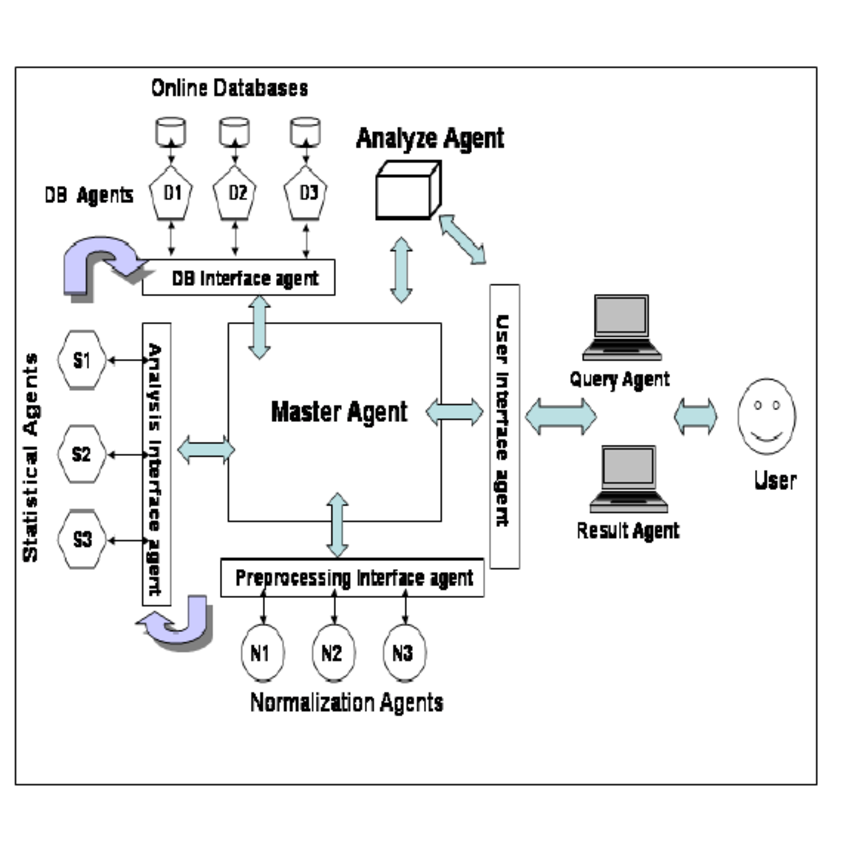 Online Databases
Analyze Agent
DB Agents
D1
D2
D3
DB Interface agent
Statistical Agents
S1
S2
S3
Analysis Interface agent
Master Agent
User Interface agent
Query Agent
Result Agent
User
Preprocessing Interface agent
N1
N2
N3
Normalization Agents